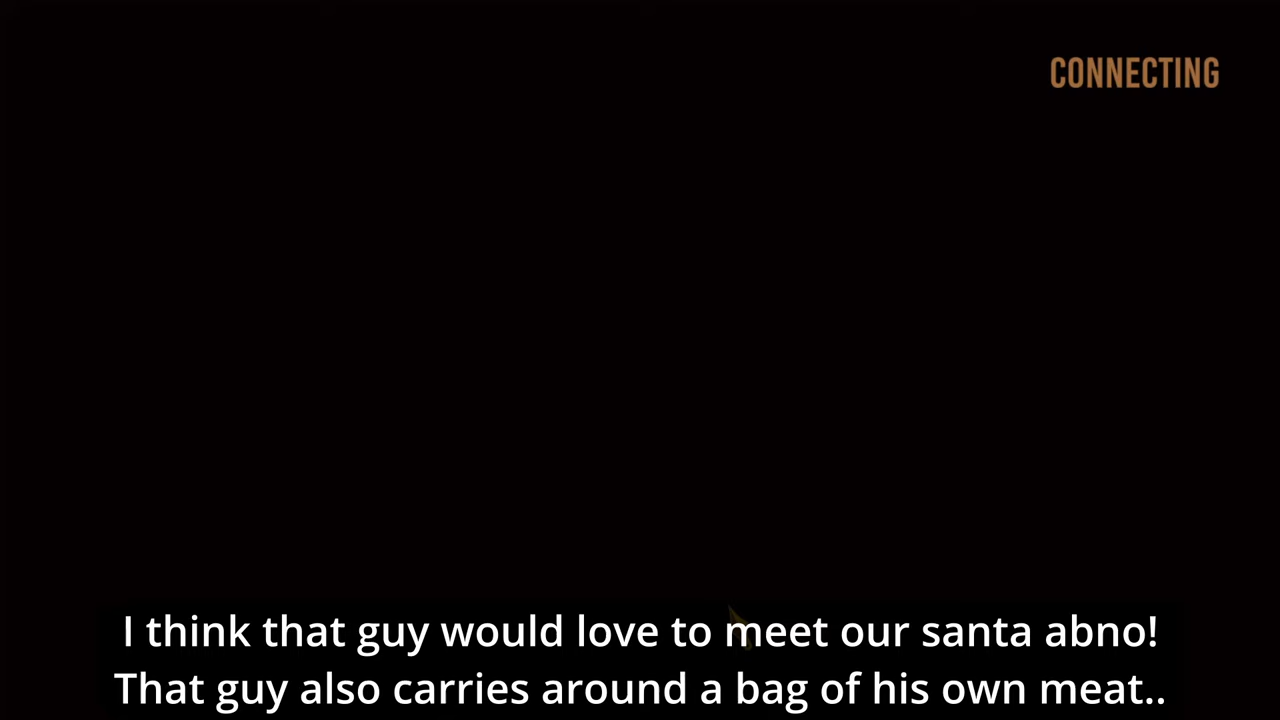 CONNECTING
I think that guy would love to meet our santa abno!
That guy also carries around a bag of his own meat..